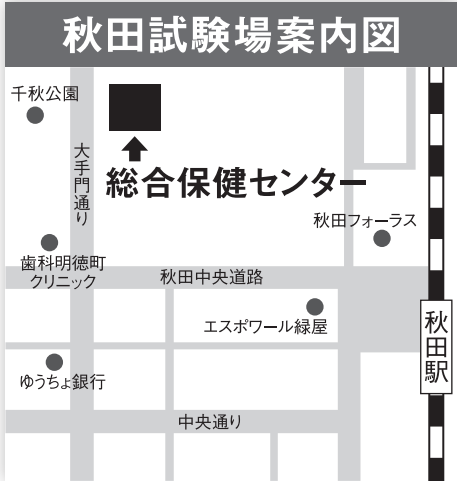 秋田試験場案内図
千秋公園
大手門通り
総合保健センター
秋田フォーラス
歯科明徳町
クリニック
秋田中央道路
エスポワール緑屋
秋田駅
ゆうちょ銀行
中央通り